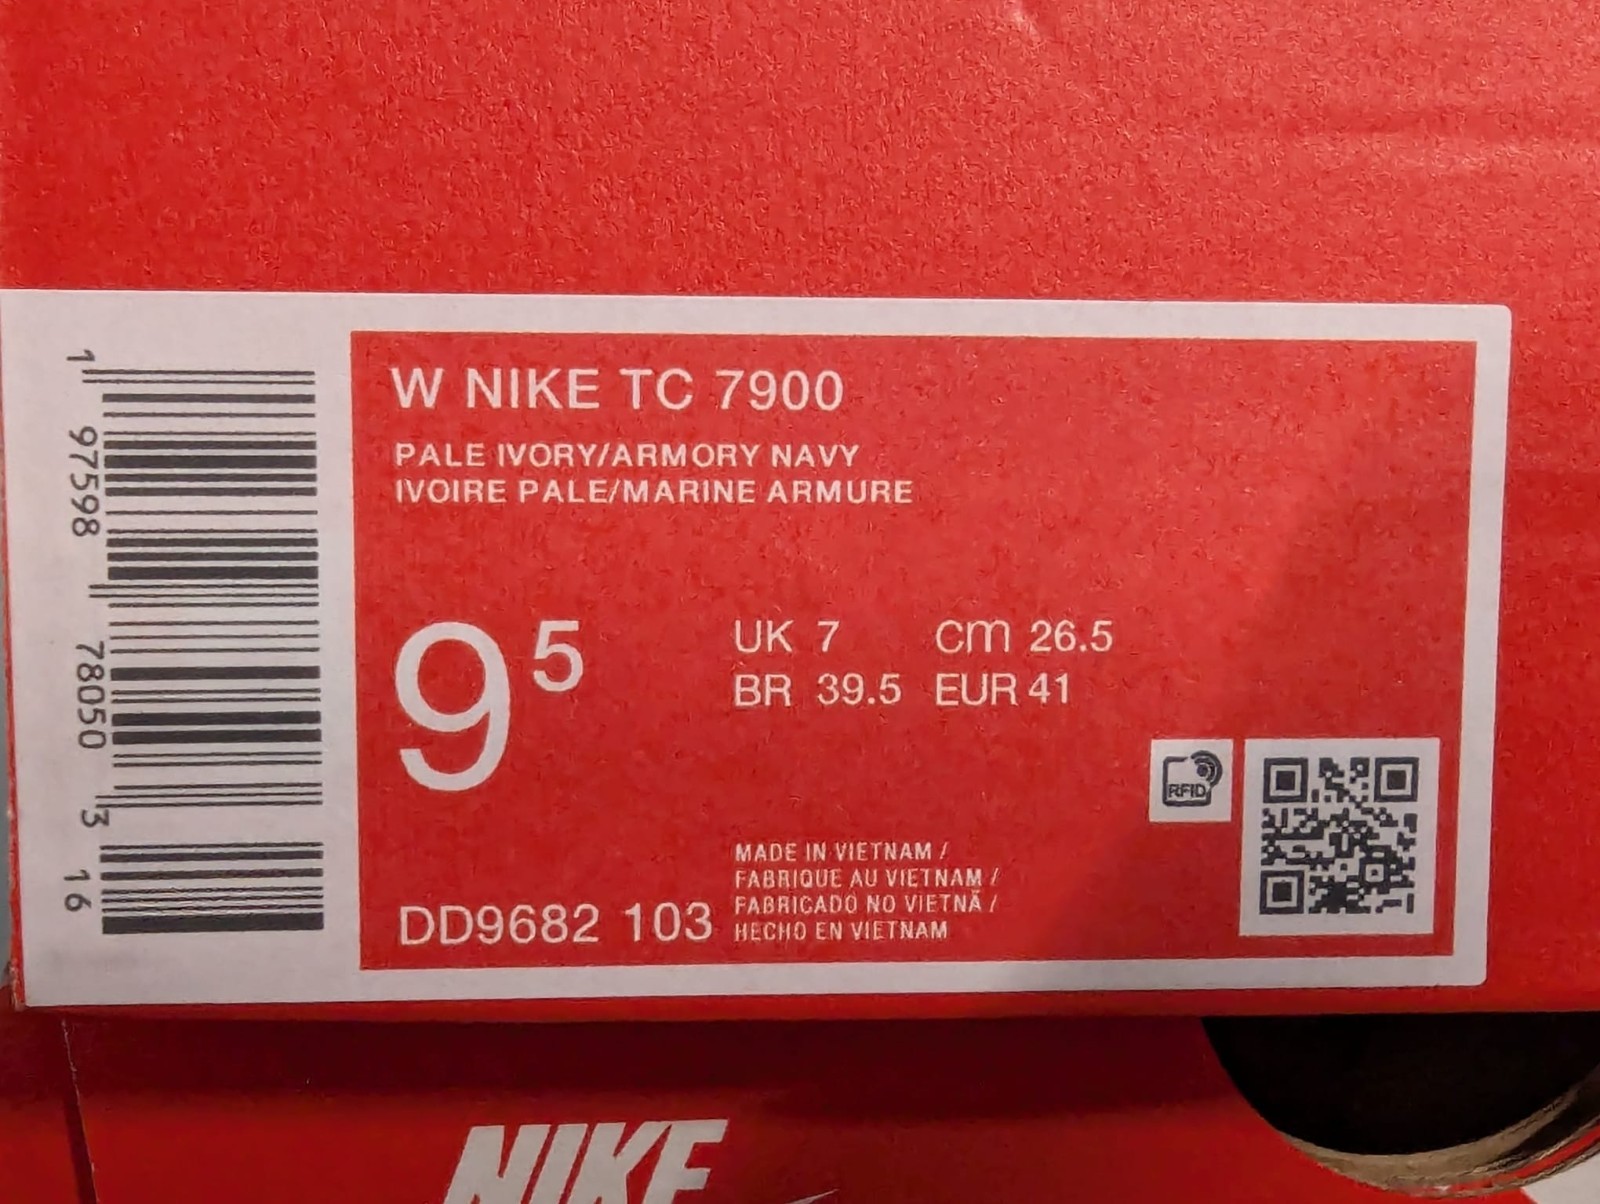 W NIKE TC 7900
PALE IVORY/ARMORY NAVY
IVOIRE PALE/MARINE ARMURE
9 5
UK 7 CM 26.5
BR 39.5 EUR 41
RFID
DD9682 103
MADE IN VIETNAM /
FABRIQUE AU VIETNAM /
FABRICADO NO VIETNÃ /
HECHO EN VIETNAM
1 97598 78050 3 16
NIKE